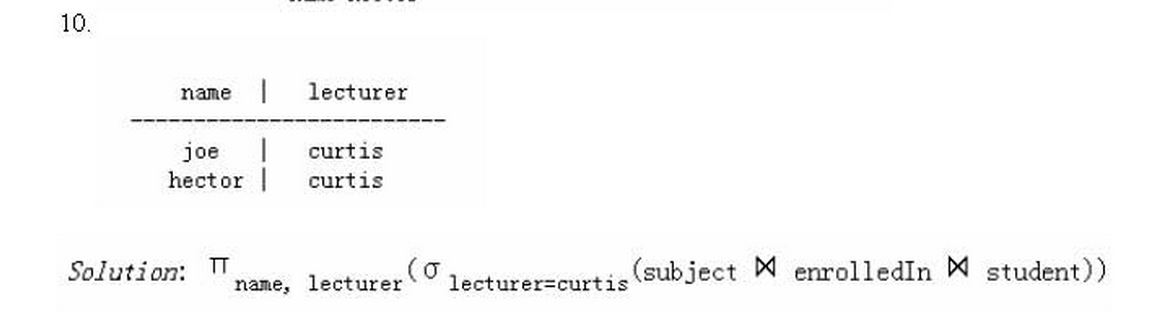 10.
name | lecturer
-------------------------
joe | curtis
hector | curtis
Solution: π name, lecturer(σ lecturer=curtis(subject ⋈ enrolledIn ⋈ student))